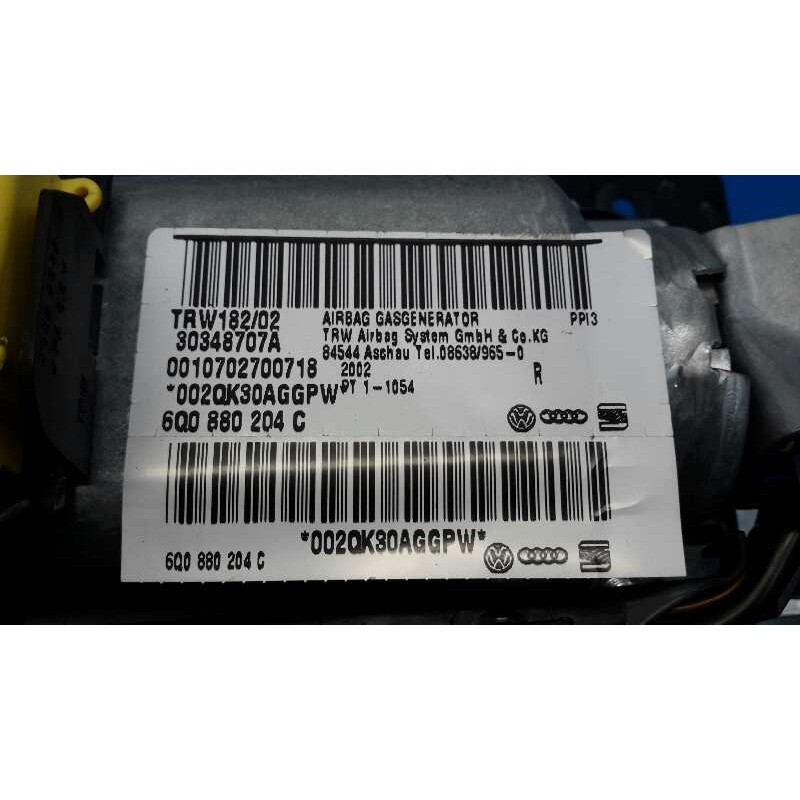 TRW182/02
30348707A
0010702700718
*002QK30AGGPW*
6Q0 880 204 C
AIRBAG GASGENERATOR PPI3
TRW Airbag System GmbH & Co.KG
84544 Aschau Tel.08638/965-0
2002 R
PT 1-1054
*002QK30AGGPW*
6Q0 880 204 C